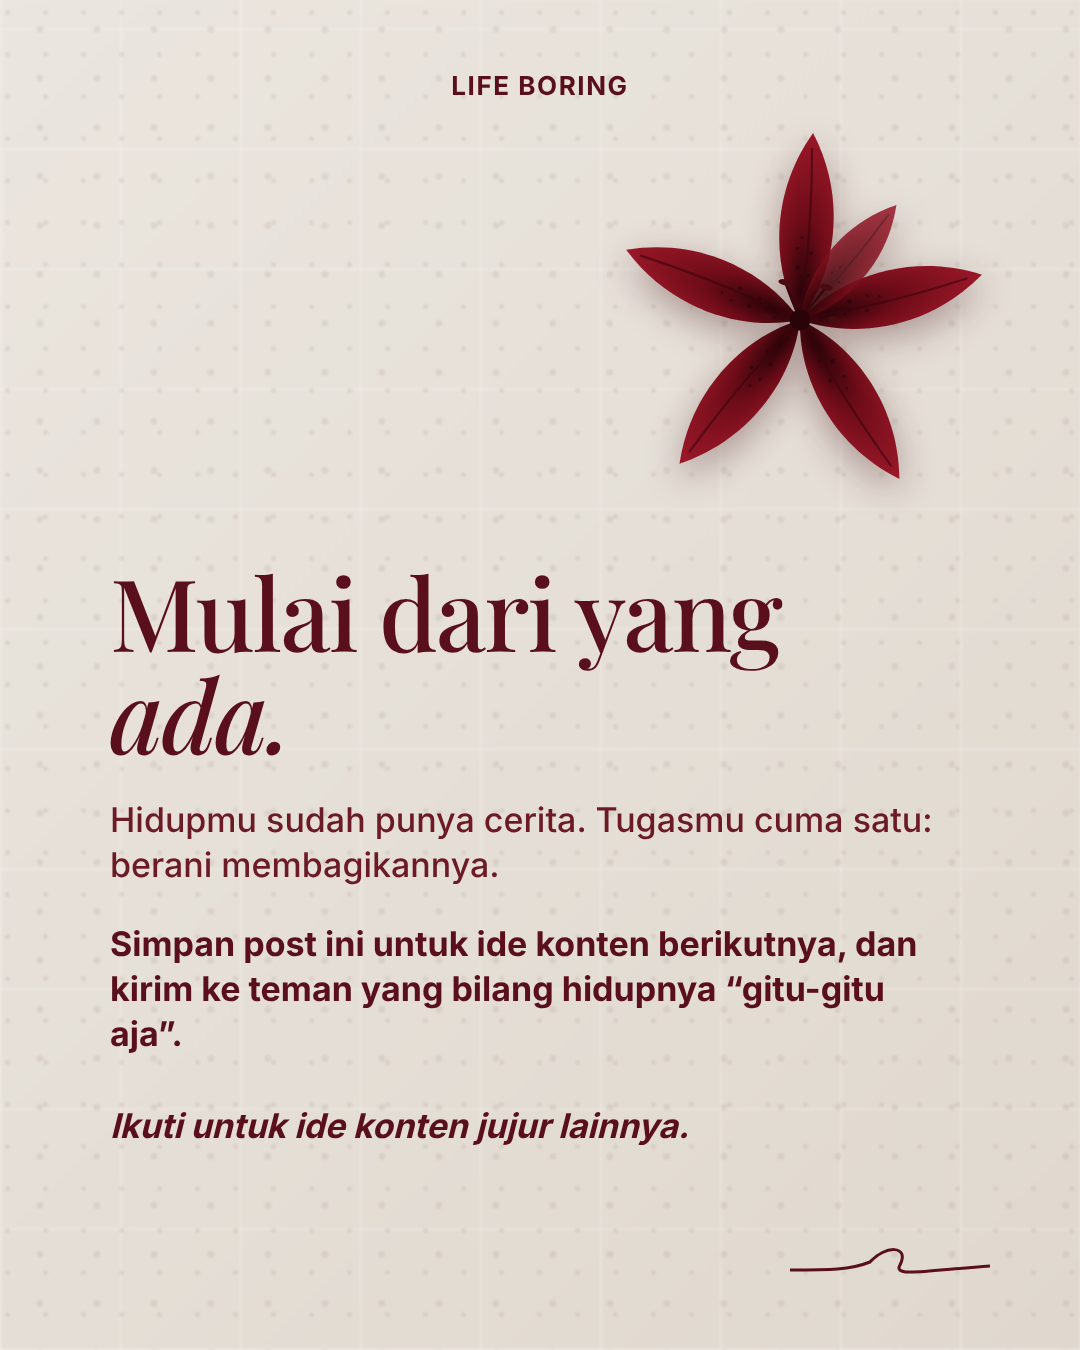 LIFE BORING
Mulai dari yang
ada.
Hidupmu sudah punya cerita. Tugasmu cuma satu:
berani membagikannya.
Simpan post ini untuk ide konten berikutnya, dan
kirim ke teman yang bilang hidupnya “gitu-gitu
aja”.
Ikuti untuk ide konten jujur lainnya.